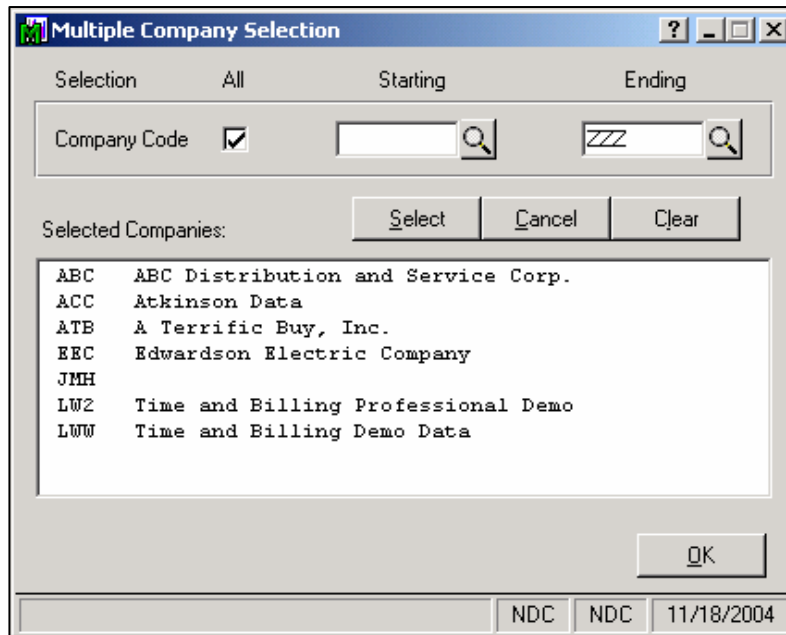 Multiple Company Selection
Selection All Starting Ending
Company Code ZZZ
Selected Companies: Select Cancel Clear
ABC ABC Distribution and Service Corp.
ACC Atkinson Data
ATB A Terrific Buy, Inc.
EEC Edwardson Electric Company
JMH
LW2 Time and Billing Professional Demo
LWW Time and Billing Demo Data
OK
NDC NDC 11/18/2004